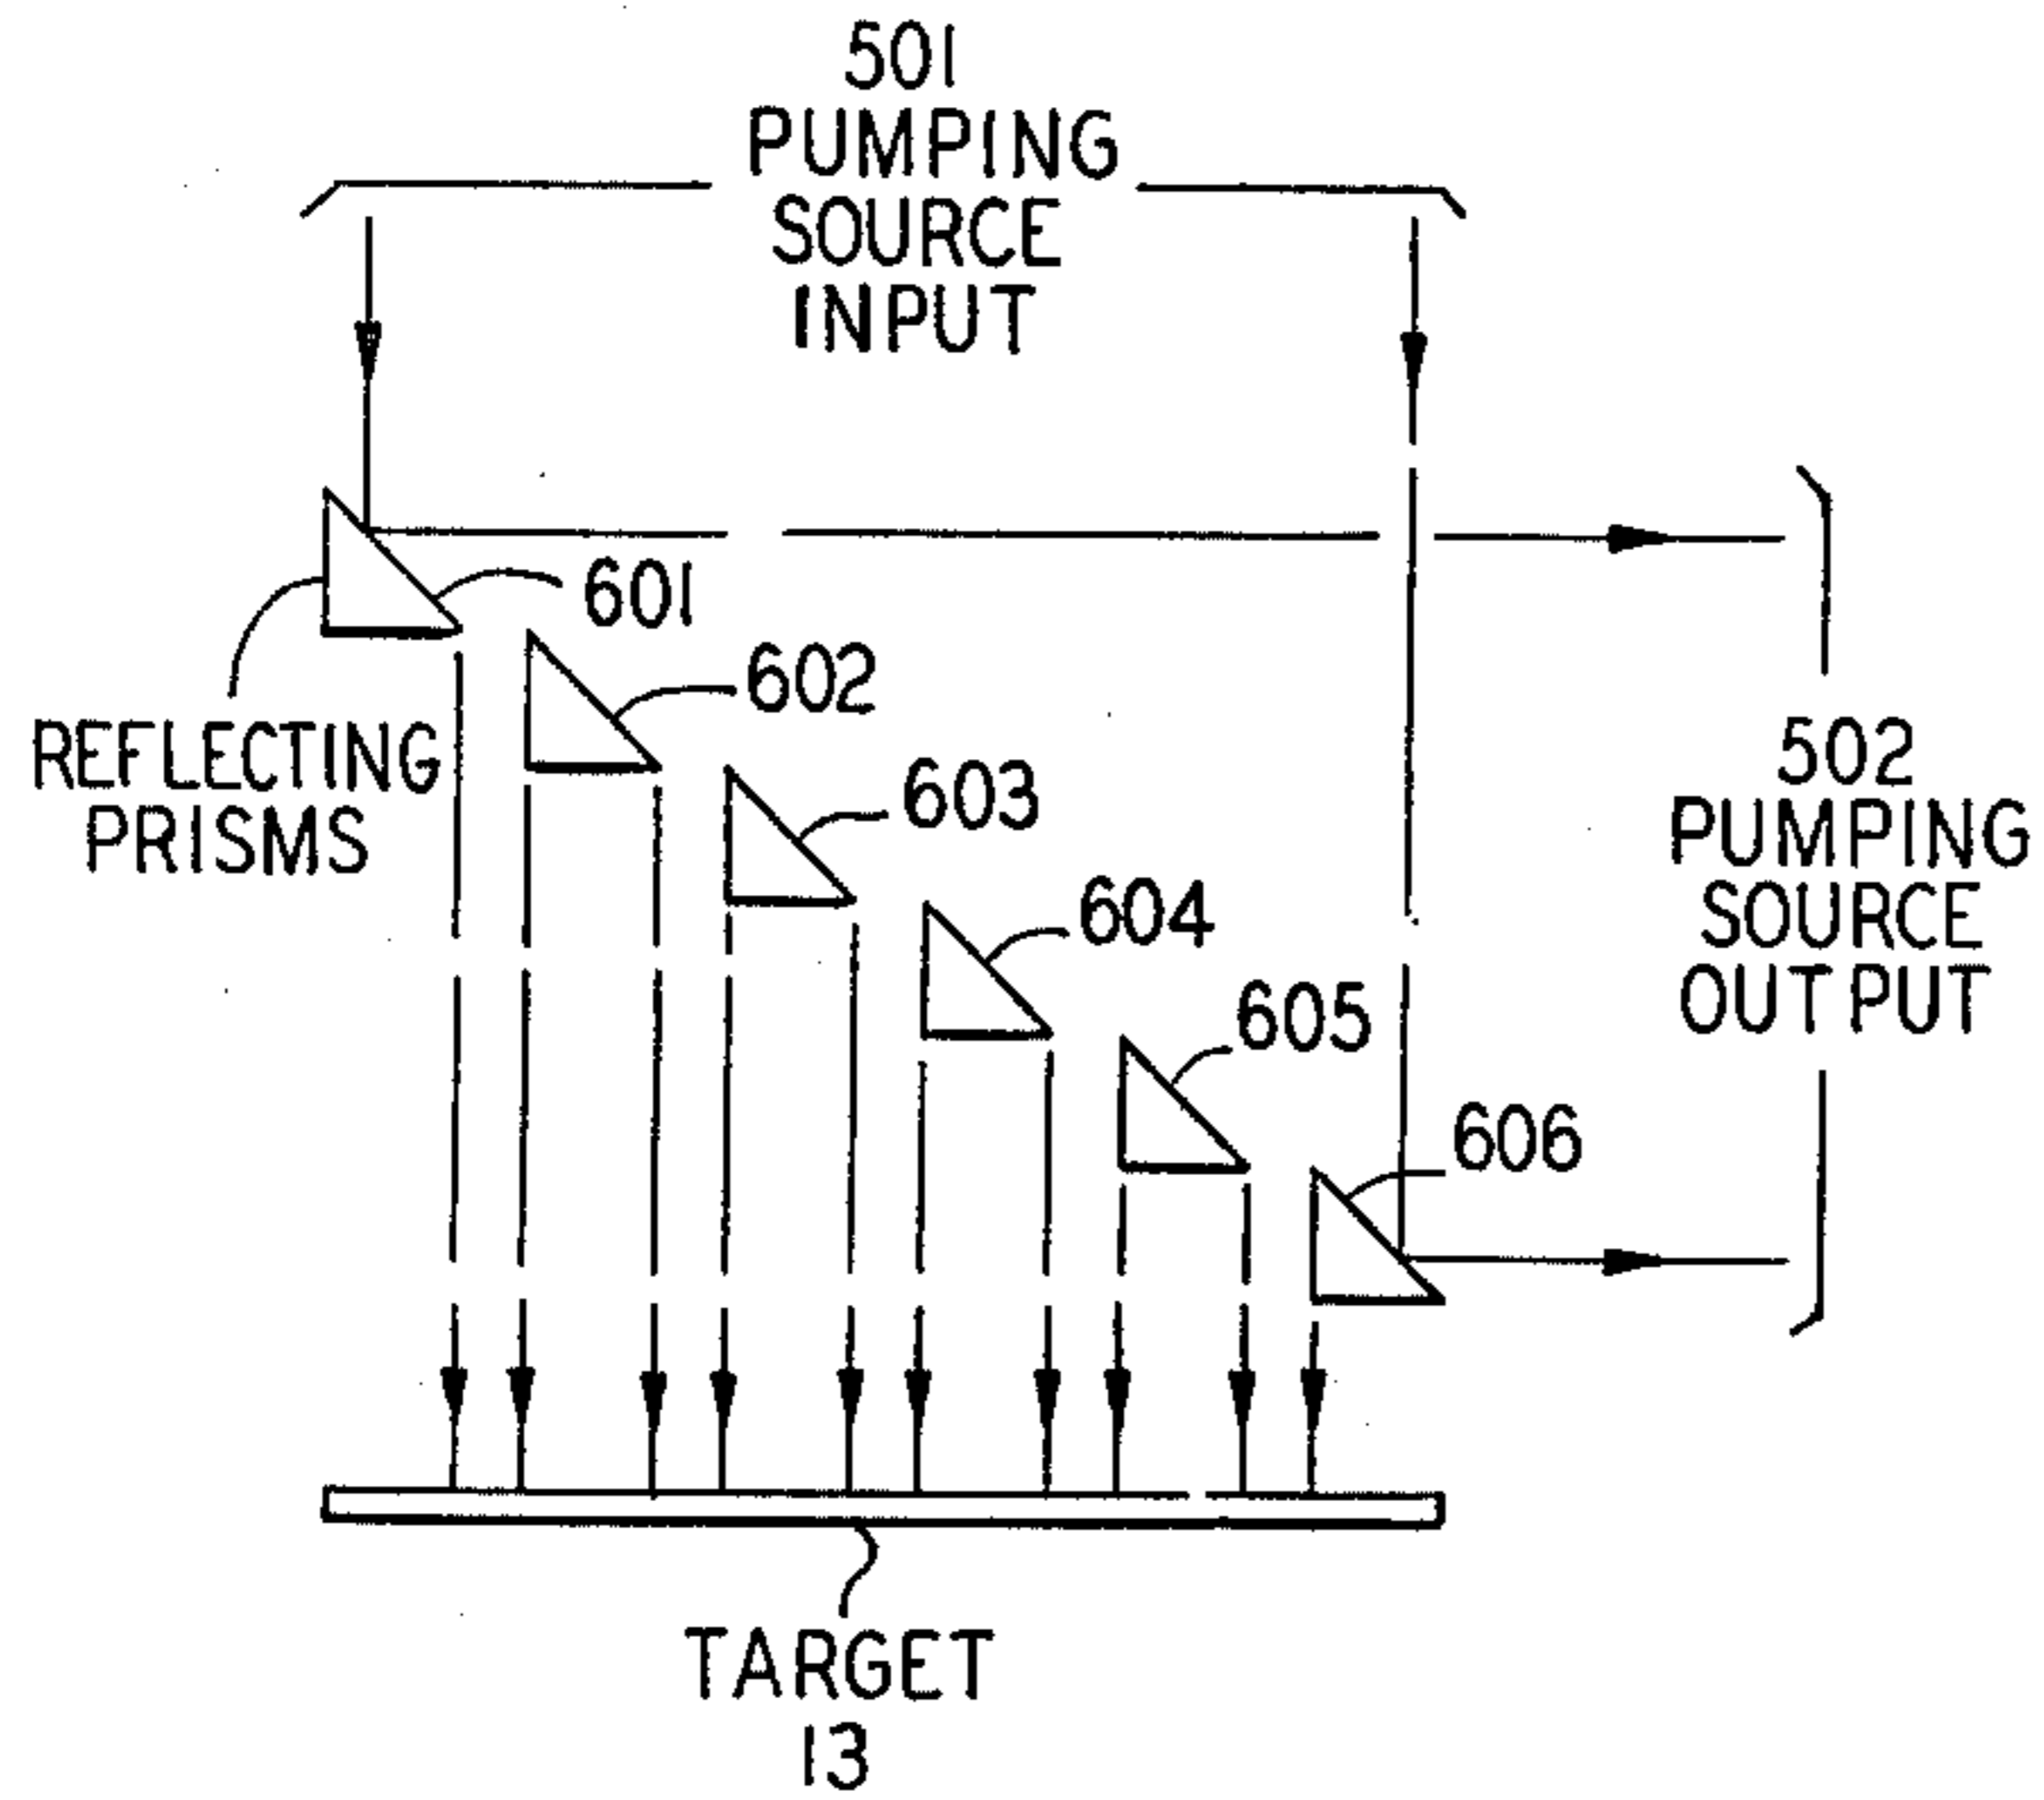 501
PUMPING
SOURCE
INPUT
601
602
REFLECTING
PRISMS
603
604
605
606
502
PUMPING
SOURCE
OUTPUT
TARGET
13